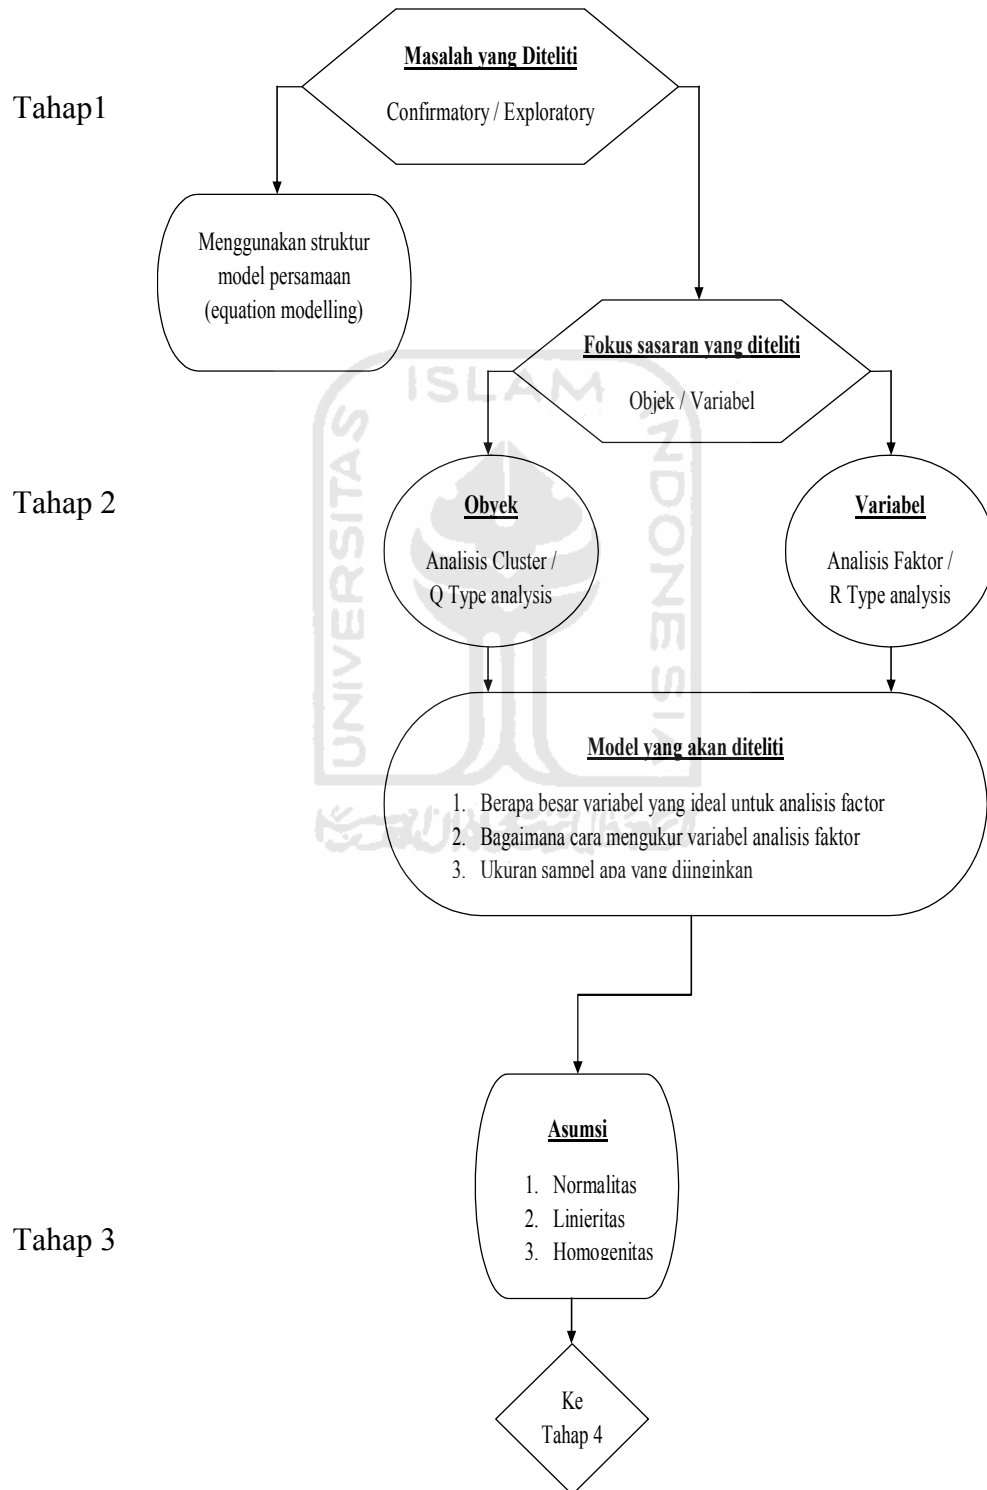 Masalah yang Diteliti
Tahap1
Confirmatory / Exploratory
Menggunakan struktur
model persamaan
(equation modelling)
Fokus sasaran yang diteliti
Objek / Variabel
Tahap 2
Obyek
Analisis Cluster /
Q Type analysis
Variabel
Analisis Faktor /
R Type analysis
Model yang akan diteliti
1. Berapa besar variabel yang ideal untuk analisis factor
2. Bagaimana cara mengukur variabel analisis faktor
3. Ukuran sampel apa yang diinginkan
Asumsi
1. Normalitas
2. Linieritas
3. Homogenitas
Tahap 3
Ke
Tahap 4
UNIVERSITAS
ISLAM
INDONESIA